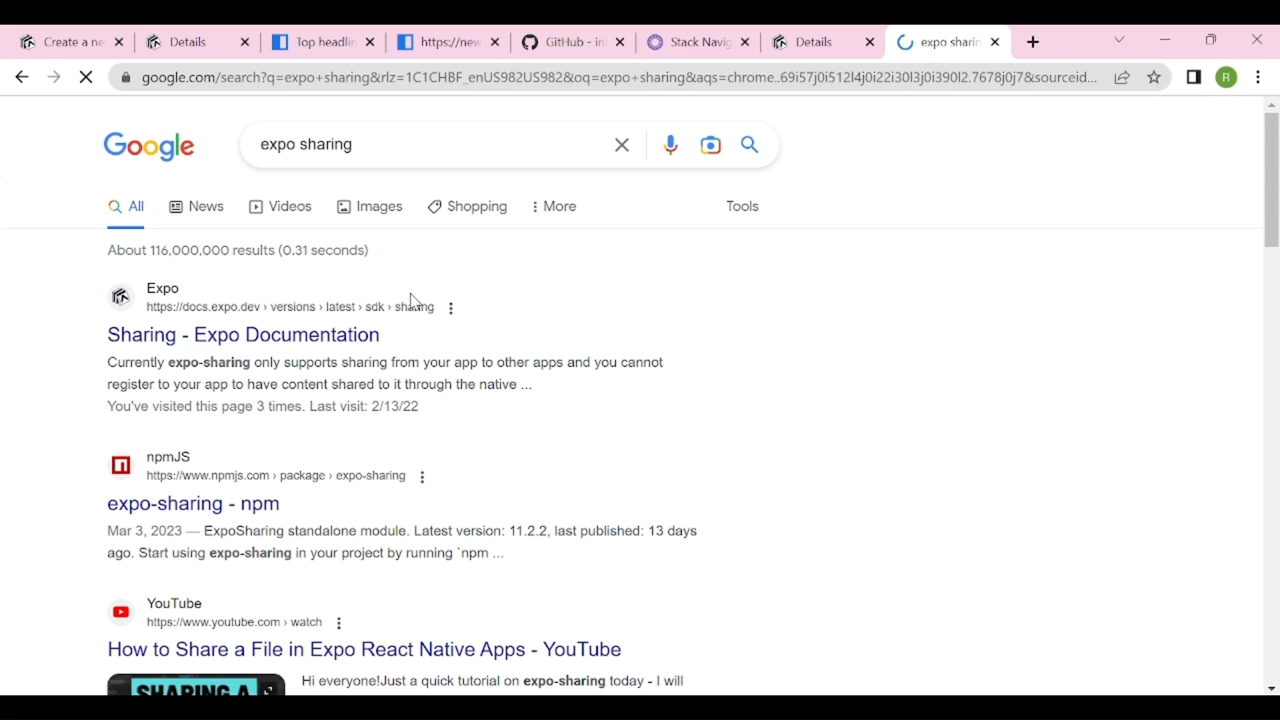 Create a ne
Details
Top headlin
https://new
GitHub - in
Stack Navig
Details
expo sharin
google.com/search?q=expo+sharing&rlz=1C1CHBF_enUS982US982&oq=expo+sharing&aqs=chrome..69i57j0i512l4j0i22i30l3j0i390l2.7678j0j7&sourceid...
R
Google
expo sharing
All
News
Videos
Images
Shopping
More
Tools
About 116,000,000 results (0.31 seconds)
Expo
https://docs.expo.dev › versions › latest › sdk › sharing
Sharing - Expo Documentation
Currently expo-sharing only supports sharing from your app to other apps and you cannot
register to your app to have content shared to it through the native ...
You've visited this page 3 times. Last visit: 2/13/22
npmJS
https://www.npmjs.com › package › expo-sharing
expo-sharing - npm
Mar 3, 2023 — ExpoSharing standalone module. Latest version: 11.2.2, last published: 13 days
ago. Start using expo-sharing in your project by running `npm ...
YouTube
https://www.youtube.com › watch
How to Share a File in Expo React Native Apps - YouTube
SHARING A
Hi everyone!Just a quick tutorial on expo-sharing today - I will